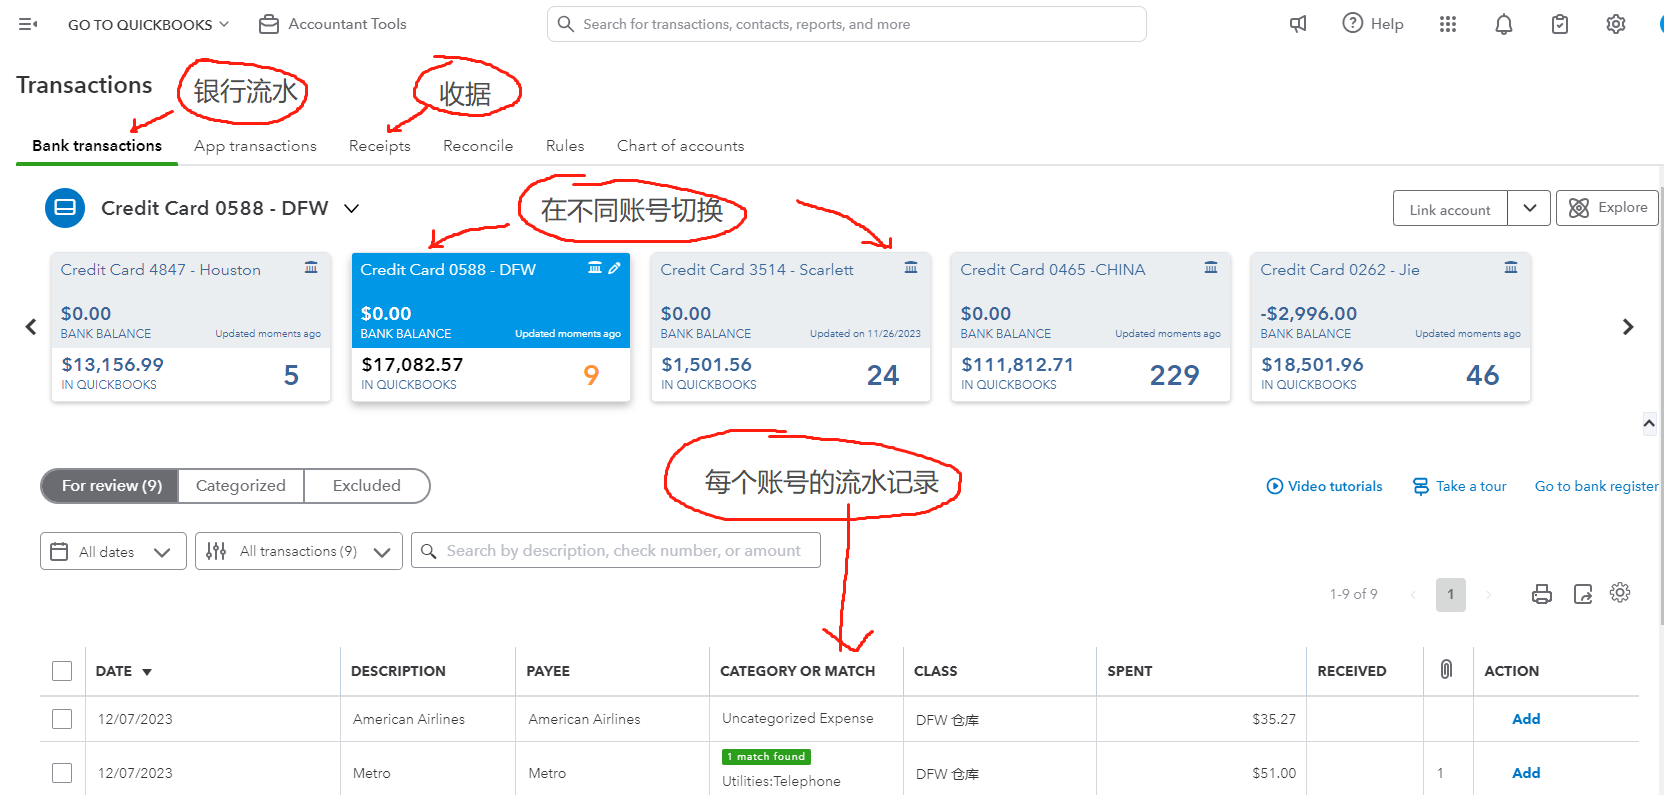 GO TO QUICKBOOKS
Accountant Tools
Search for transactions, contacts, reports, and more
Help
Transactions
银行流水
收据
Bank transactions
App transactions
Receipts
Reconcile
Rules
Chart of accounts
Credit Card 0588 - DFW
在不同账号切换
Link account
Explore
Credit Card 4847 - Houston
$0.00
BANK BALANCE
Updated moments ago
$13,156.99
IN QUICKBOOKS
5
Credit Card 0588 - DFW
$0.00
BANK BALANCE
Updated moments ago
$17,082.57
IN QUICKBOOKS
9
Credit Card 3514 - Scarlett
$0.00
BANK BALANCE
Updated on 11/26/2023
$1,501.56
IN QUICKBOOKS
24
Credit Card 0465 -CHINA
$0.00
BANK BALANCE
Updated moments ago
$111,812.71
IN QUICKBOOKS
229
Credit Card 0262 - Jie
-$2,996.00
BANK BALANCE
Updated moments ago
$18,501.96
IN QUICKBOOKS
46
每个账号的流水记录
For review (9)
Categorized
Excluded
Video tutorials
Take a tour
Go to bank register
All dates
All transactions (9)
Search by description, check number, or amount
1-9 of 9
1
DATE
DESCRIPTION
PAYEE
CATEGORY OR MATCH
CLASS
SPENT
RECEIVED
ACTION
12/07/2023
American Airlines
American Airlines
Uncategorized Expense
DFW 仓库
$35.27
Add
12/07/2023
Metro
Metro
1 match found
Utilities:Telephone
DFW 仓库
$51.00
1
Add